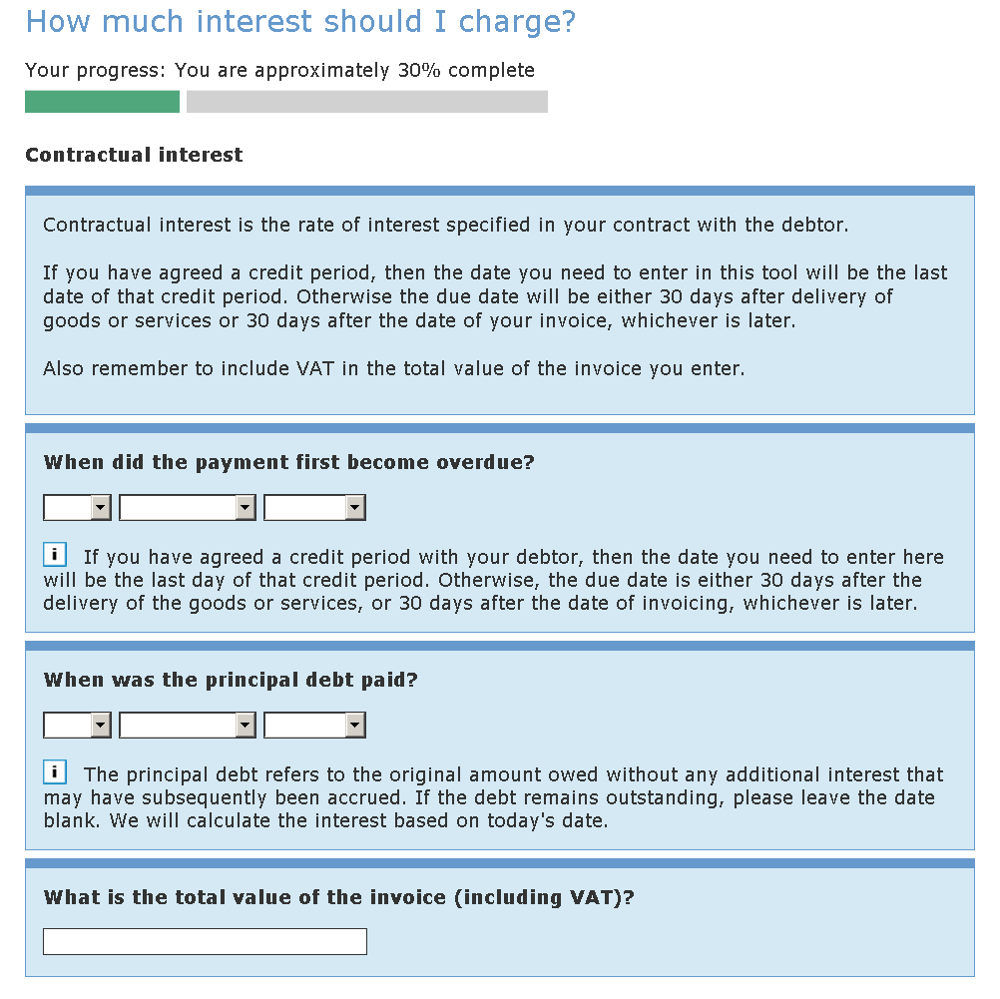 How much interest should I charge?
Your progress: You are approximately 30% complete
Contractual interest
Contractual interest is the rate of interest specified in your contract with the debtor.
If you have agreed a credit period, then the date you need to enter in this tool will be the last
date of that credit period. Otherwise the due date will be either 30 days after delivery of
goods or services or 30 days after the date of your invoice, whichever is later.
Also remember to include VAT in the total value of the invoice you enter.
When did the payment first become overdue?
i If you have agreed a credit period with your debtor, then the date you need to enter here
will be the last day of that credit period. Otherwise, the due date is either 30 days after the
delivery of the goods or services, or 30 days after the date of invoicing, whichever is later.
When was the principal debt paid?
i The principal debt refers to the original amount owed without any additional interest that
may have subsequently been accrued. If the debt remains outstanding, please leave the date
blank. We will calculate the interest based on today's date.
What is the total value of the invoice (including VAT)?